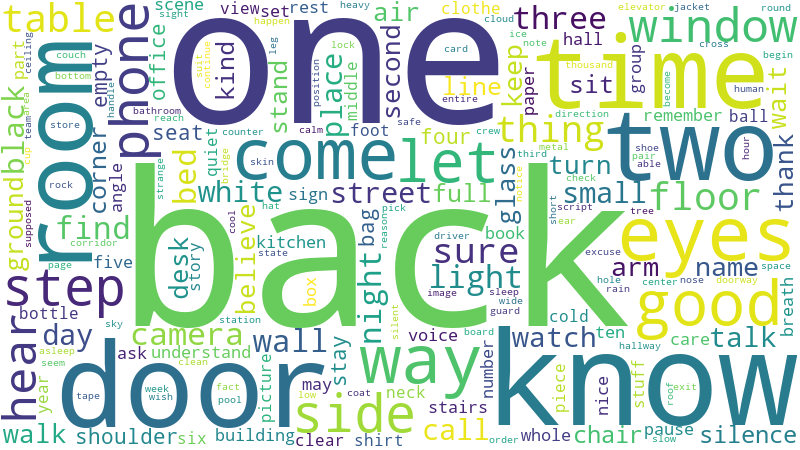 back
one
know
door
room
two
time
way
eyes
good
come
let
side
step
phone
window
hear
table
three
thing
floor
find
street
light
sure
night
wall
white
small
black
ground
place
bed
camera
believe
desk
story
kitchen
bag
book
glass
arm
name
watch
talk
silence
chair
call
walk
shoulder
day
bottle
corner
empty
angle
office
seat
scene
part
air
kind
view
set
rest
stand
middle
second
line
keep
paper
hall
sit
group
wait
thank
remember
ball
turn
full
four
foot
quiet
sign
clothe
sight
happen
leg
lock
position
heavy
cloud
suit
continue
card
entire
calm
safe
crew
counter
bathroom
reach
handle
couch
bottom
ceiling
area
team
store
rock
supposed
corridor
page
five
strange
skin
bridge
cool
hat
state
reason
pick
box
station
driver
image
sleep
wide
guard
silent
voice
board
cold
ten
number
stairs
hallway
care
hole
rain
center
nose
space
doorway
breath
excuse
tree
script
short
ear
check
third
metal
notice
direction
shoe
pair
able
hour
become
human
begin
round
cross
thousand
jacket
elevator
ice
note
sky
ask
understand
asleep
seem
year
tape
week
wish
clean
fact
pool
six
building
picture
low
clear
may
stay
coat
shirt
neck
order
whole
piece
nice
stuff
roof
exit
pause
slow